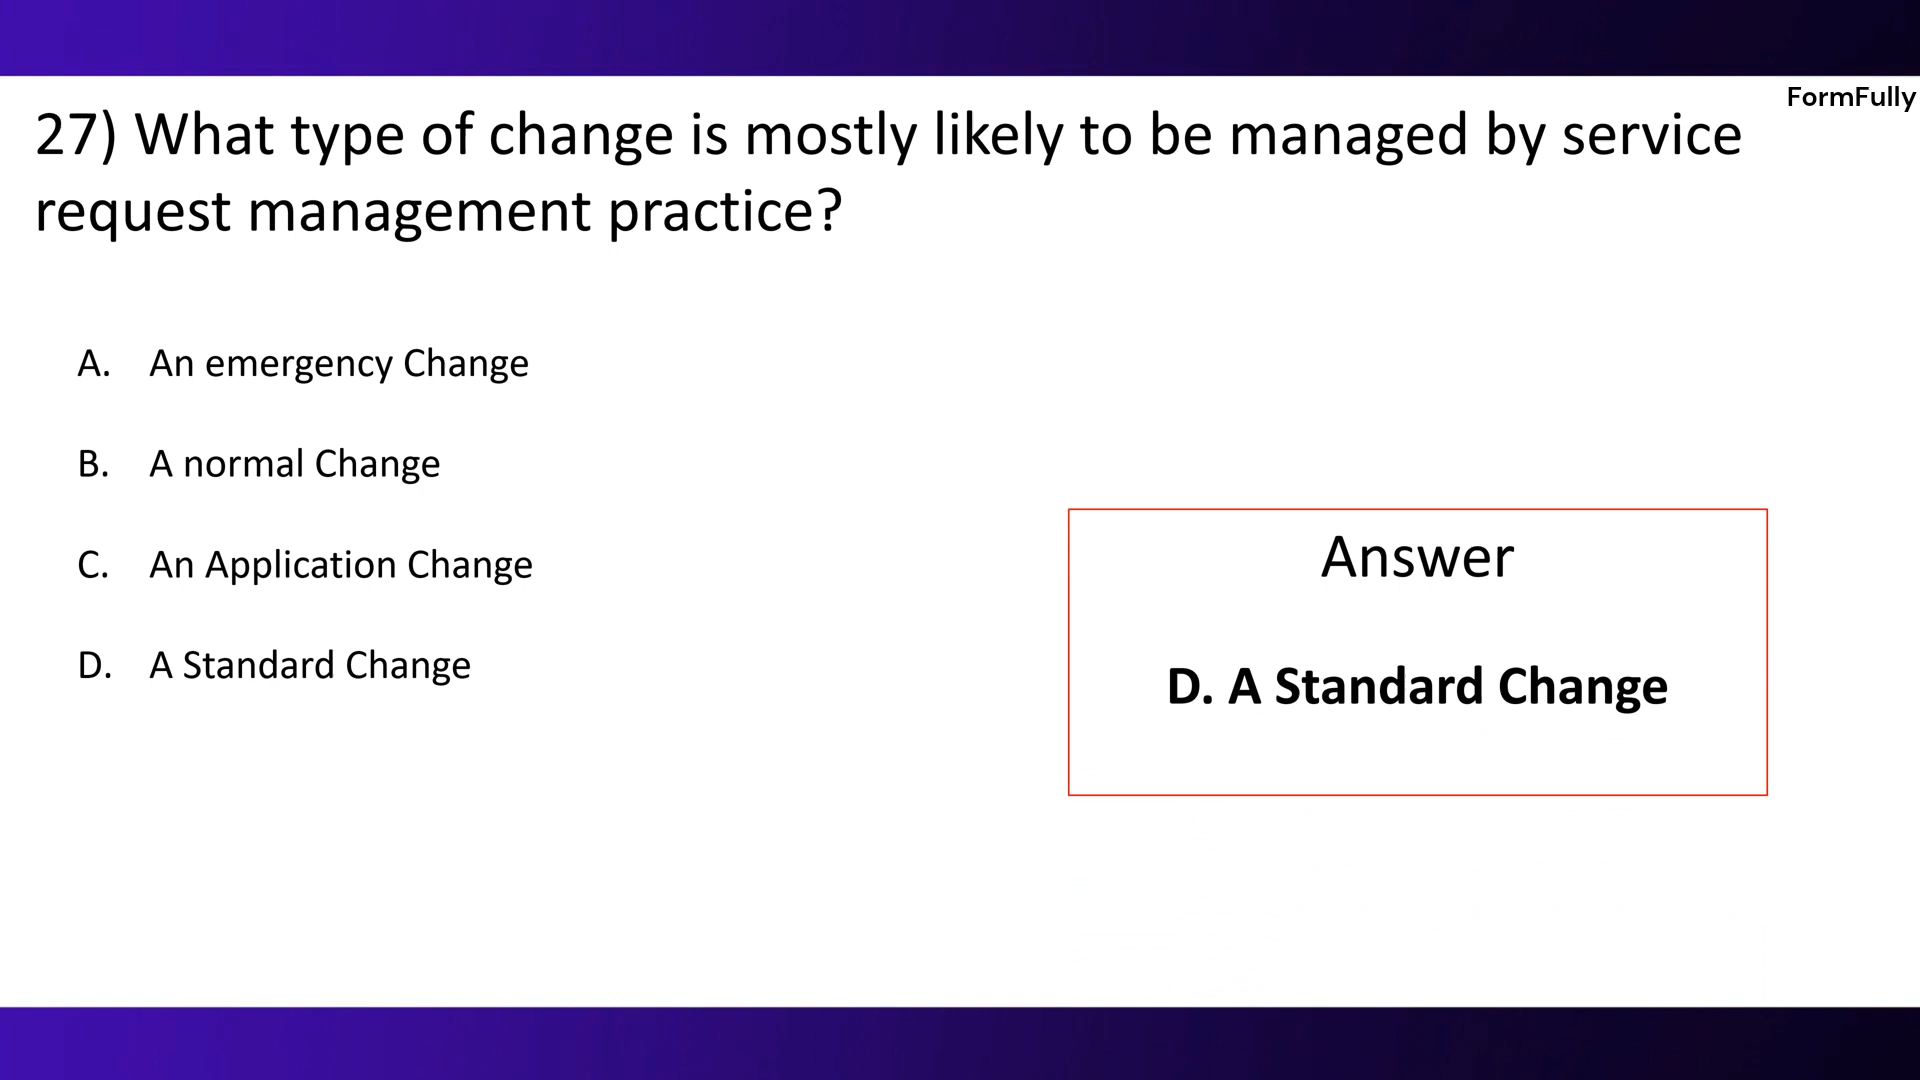 FormFully
27) What type of change is mostly likely to be managed by service
request management practice?
A. An emergency Change
B. A normal Change
C. An Application Change
D. A Standard Change
Answer
D. A Standard Change